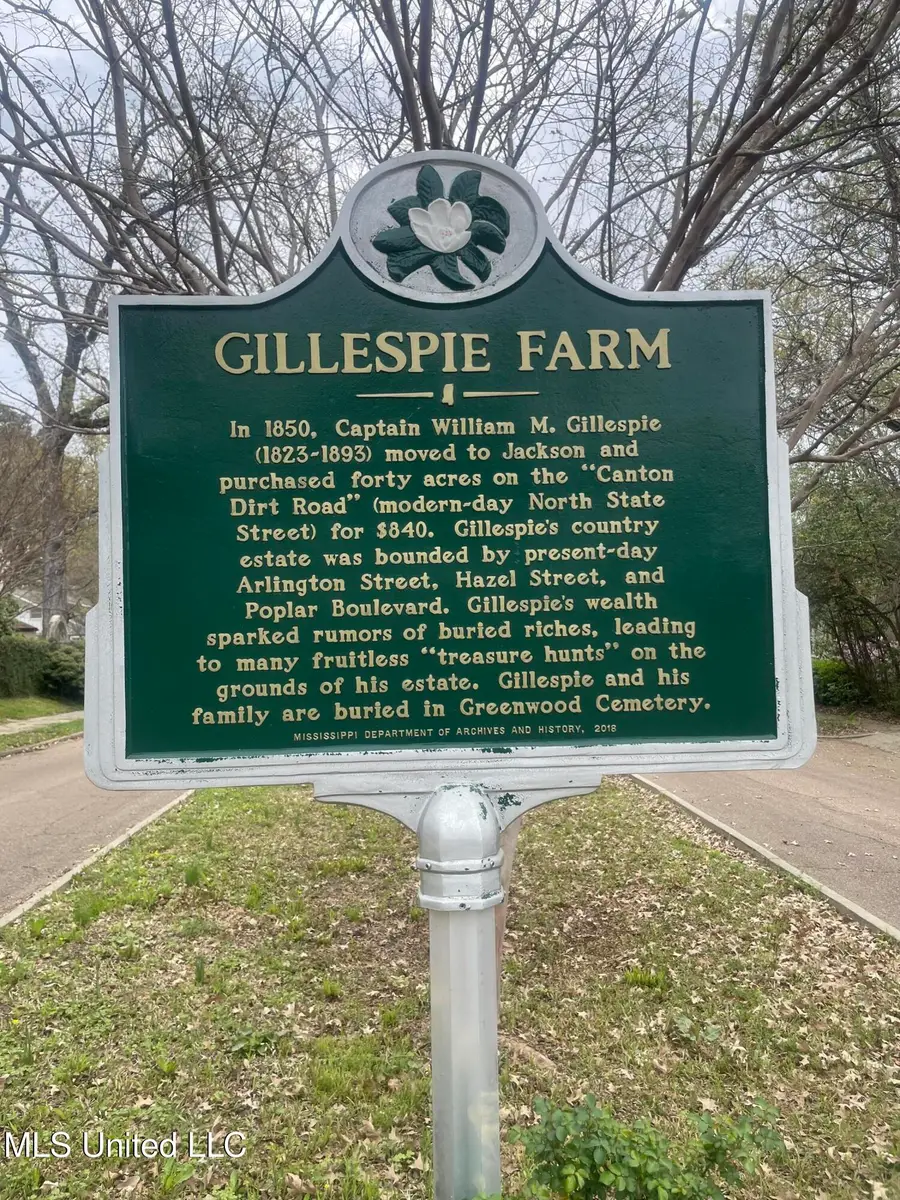 GILLESPIE FARM
In 1850, Captain William M. Gillespie
(1823-1893) moved to Jackson and
purchased forty acres on the "Canton
Dirt Road" (modern-day North State
Street) for $840. Gillespie's country
estate was bounded by present-day
Arlington Street, Hazel Street, and
Poplar Boulevard. Gillespie's wealth
sparked rumors of buried riches, leading
to many fruitless "treasure hunts" on the
grounds of his estate. Gillespie and his
family are buried in Greenwood Cemetery.
MISSISSIPPI DEPARTMENT OF ARCHIVES AND HISTORY, 2018
MLS United LLC